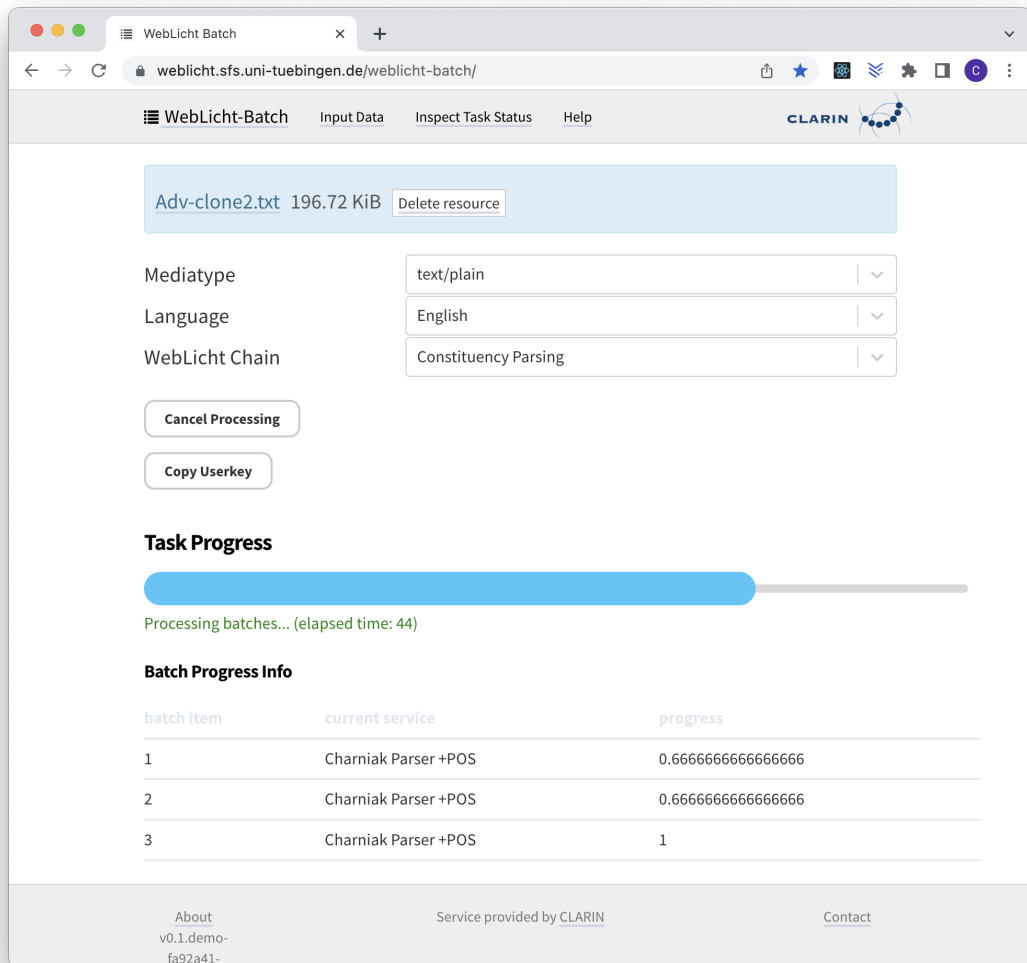 WebLicht Batch
weblicht.sfs.uni-tuebingen.de/weblicht-batch/
C
WebLicht-Batch Input Data Inspect Task Status Help CLARIN
Adv-clone2.txt 196.72 KiB Delete resource
Mediatype text/plain
Language English
WebLicht Chain Constituency Parsing
Cancel Processing
Copy Userkey
Task Progress
Processing batches... (elapsed time: 44)
Batch Progress Info
batch item current service progress
1 Charniak Parser +POS 0.6666666666666666
2 Charniak Parser +POS 0.6666666666666666
3 Charniak Parser +POS 1
About Service provided by CLARIN Contact
v0.1.demo-
fa92a41-